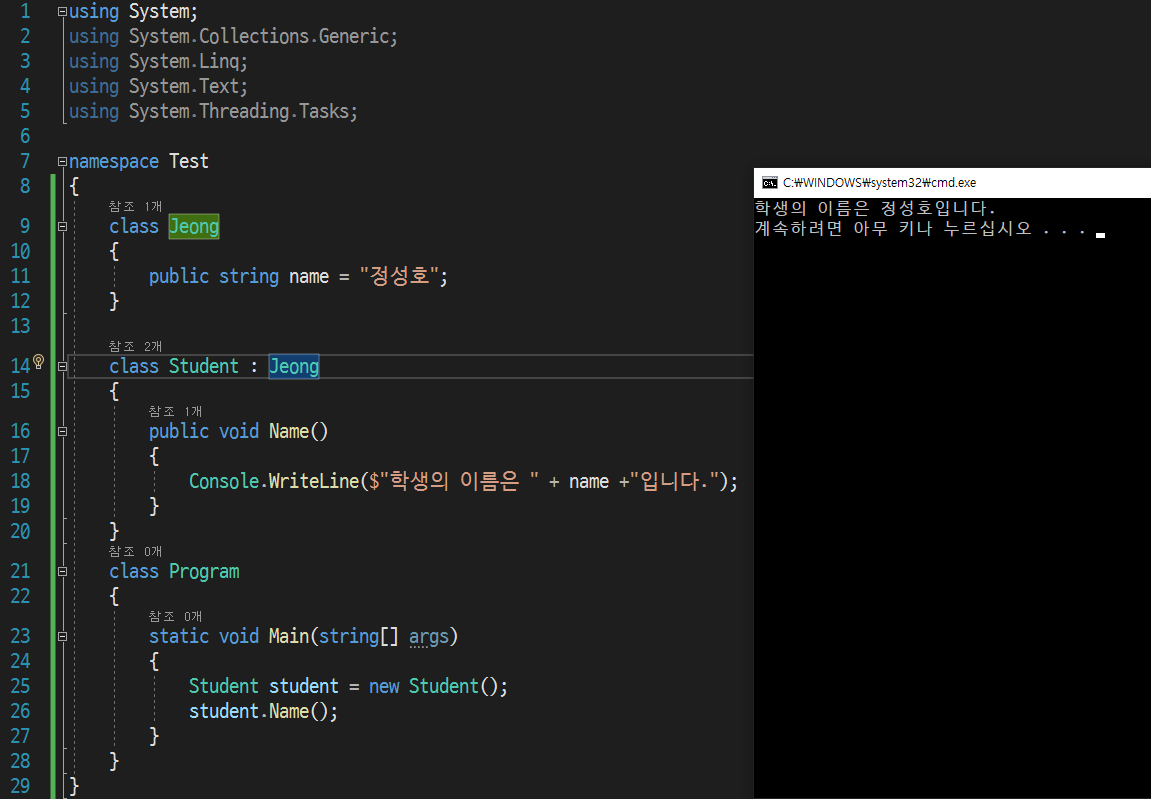 1 using System;
2 using System.Collections.Generic;
3 using System.Linq;
4 using System.Text;
5 using System.Threading.Tasks;
6
7 namespace Test
8 {
참조 1개
9 class Jeong
10 {
11 public string name = "정성호";
12 }
13
참조 2개
14 class Student : Jeong
15 {
참조 1개
16 public void Name()
17 {
18 Console.WriteLine($"학생의 이름은 " + name +"입니다.");
19 }
20 }
참조 0개
21 class Program
22 {
참조 0개
23 static void Main(string[] args)
24 {
25 Student student = new Student();
26 student.Name();
27 }
28 }
29 }
C:₩WINDOWS₩system32₩cmd.exe
학생의 이름은 정성호입니다.
계속하려면 아무 키나 누르십시오 . . .